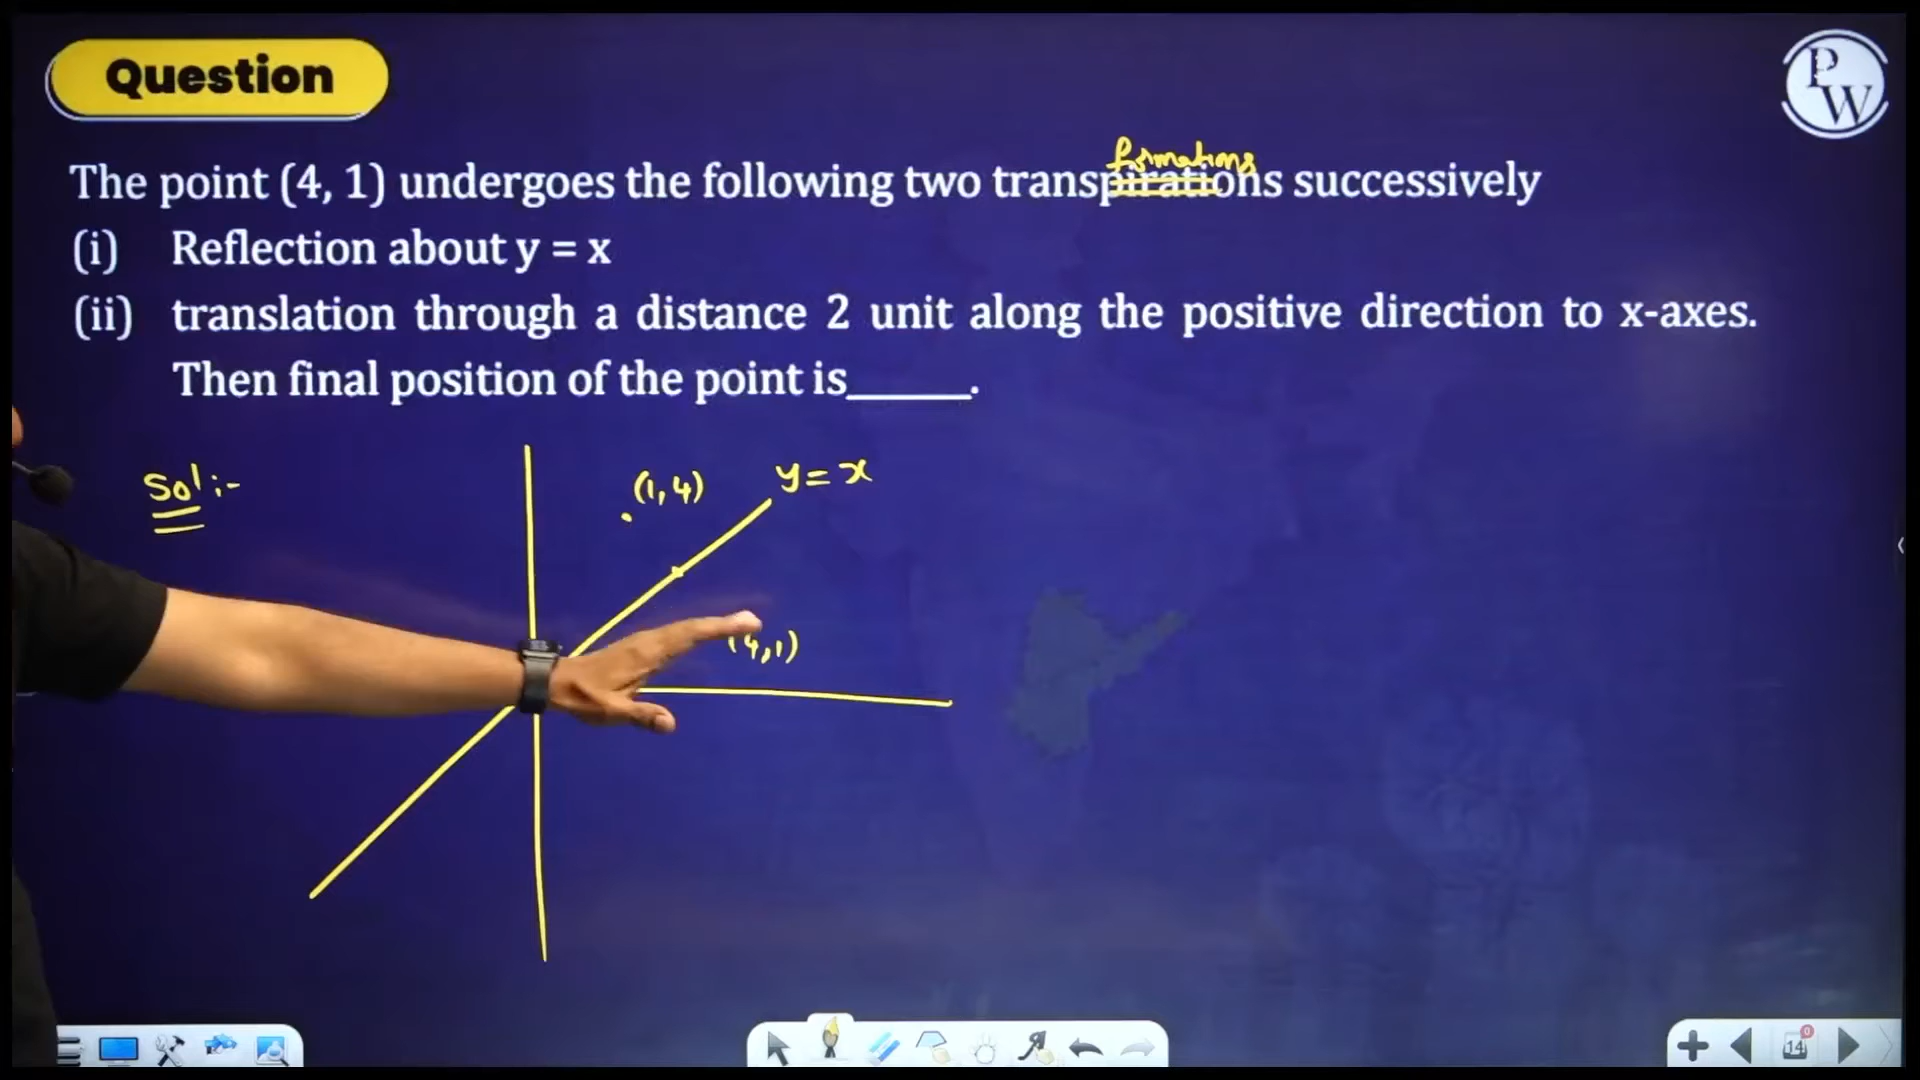 Question
PW
formations
The point (4, 1) undergoes the following two transpirations successively
(i) Reflection about y = x
(ii) translation through a distance 2 unit along the positive direction to x-axes.
Then final position of the point is______.
Sol:-
(1,4)
y = x
(4,1)
0
14